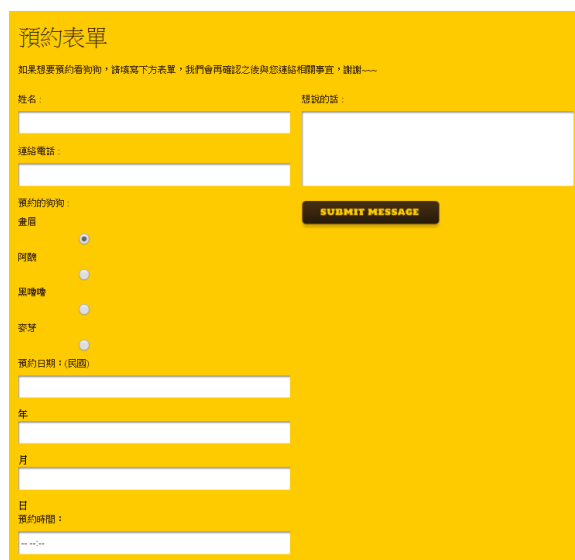 預約表單
如果想要預約看狗狗，請填寫下方表單，我們會再確認之後與您連絡相關事宜，謝謝~~~
姓名 :
連絡電話 :
預約的狗狗 :
畫眉
阿醜
黑嚕嚕
麥芽
預約日期：(民國)
年
月
日
預約時間：
-- --:--
想說的話 :
SUBMIT MESSAGE